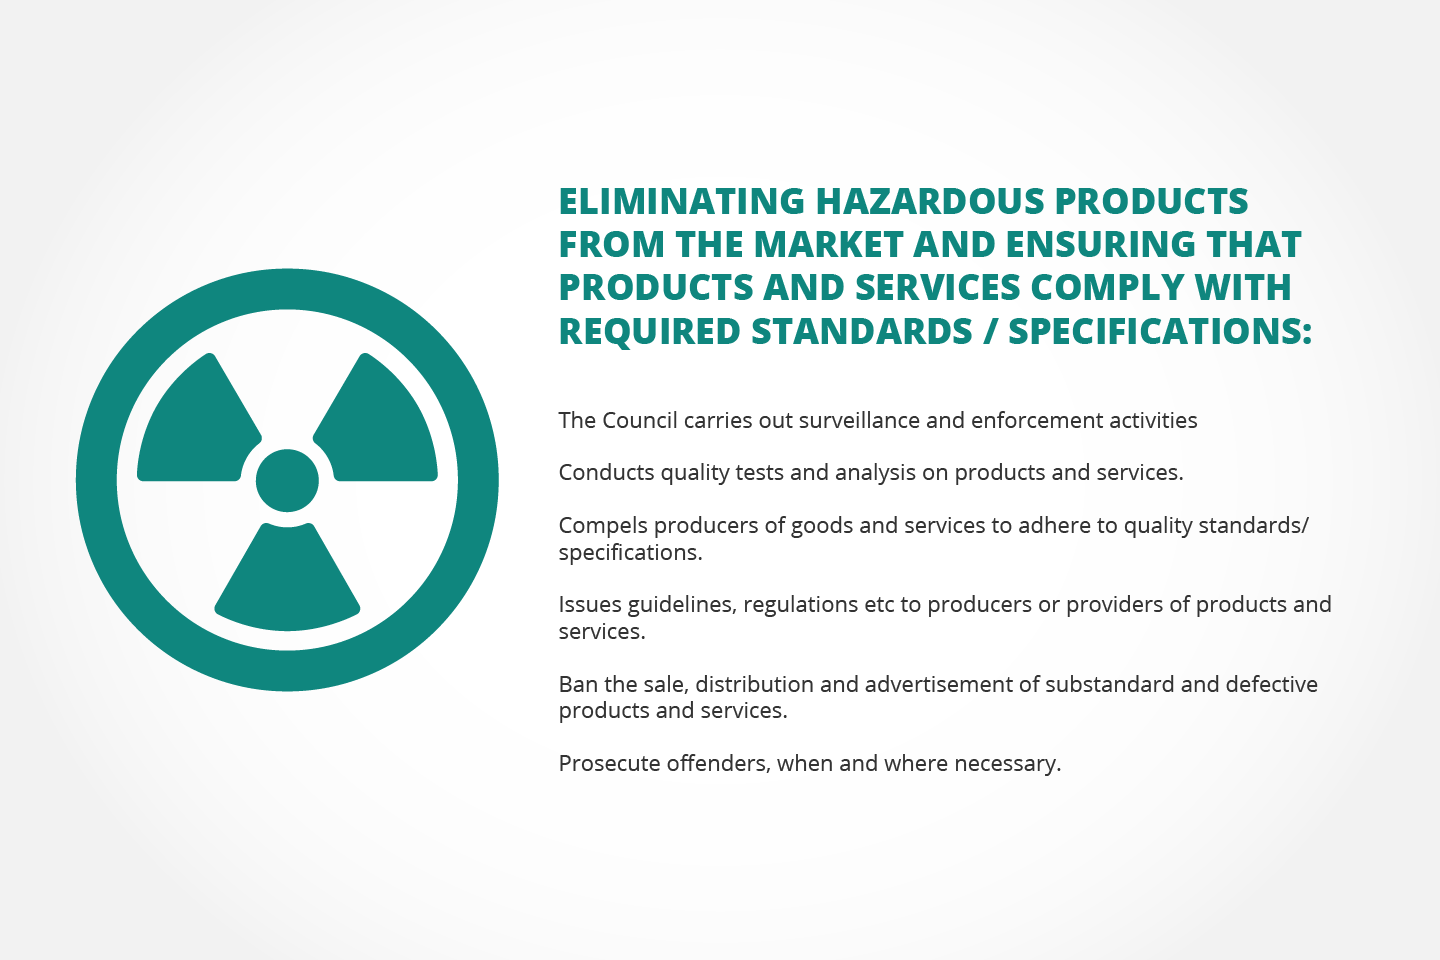 ELIMINATING HAZARDOUS PRODUCTS
FROM THE MARKET AND ENSURING THAT
PRODUCTS AND SERVICES COMPLY WITH
REQUIRED STANDARDS / SPECIFICATIONS:
The Council carries out surveillance and enforcement activities
Conducts quality tests and analysis on products and services.
Compels producers of goods and services to adhere to quality standards/
specifications.
Issues guidelines, regulations etc to producers or providers of products and
services.
Ban the sale, distribution and advertisement of substandard and defective
products and services.
Prosecute offenders, when and where necessary.